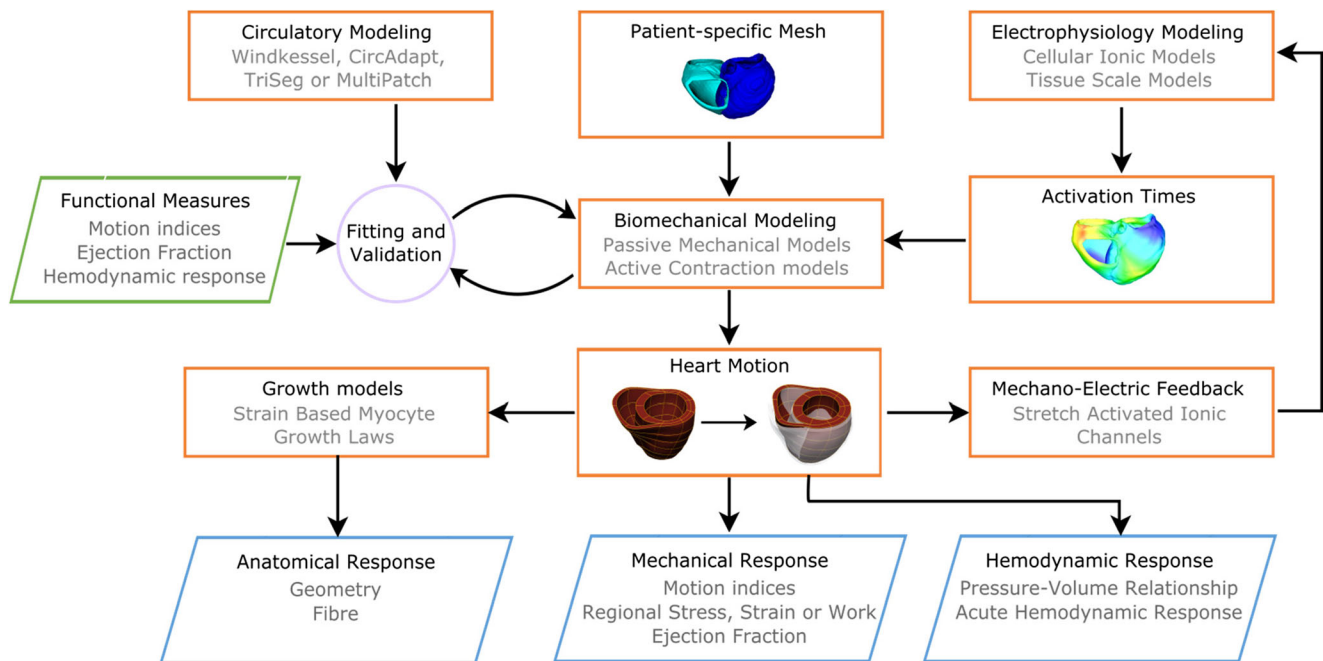 Circulatory Modeling
Windkessel, CircAdapt,
TriSeg or MultiPatch
Patient-specific Mesh
Electrophysiology Modeling
Cellular Ionic Models
Tissue Scale Models
Functional Measures
Motion indices
Ejection Fraction
Hemodynamic response
Fitting and
Validation
Biomechanical Modeling
Passive Mechanical Models
Active Contraction models
Activation Times
Growth models
Strain Based Myocyte
Growth Laws
Heart Motion
Mechano-Electric Feedback
Stretch Activated Ionic
Channels
Anatomical Response
Geometry
Fibre
Mechanical Response
Motion indices
Regional Stress, Strain or Work
Ejection Fraction
Hemodynamic Response
Pressure-Volume Relationship
Acute Hemodynamic Response